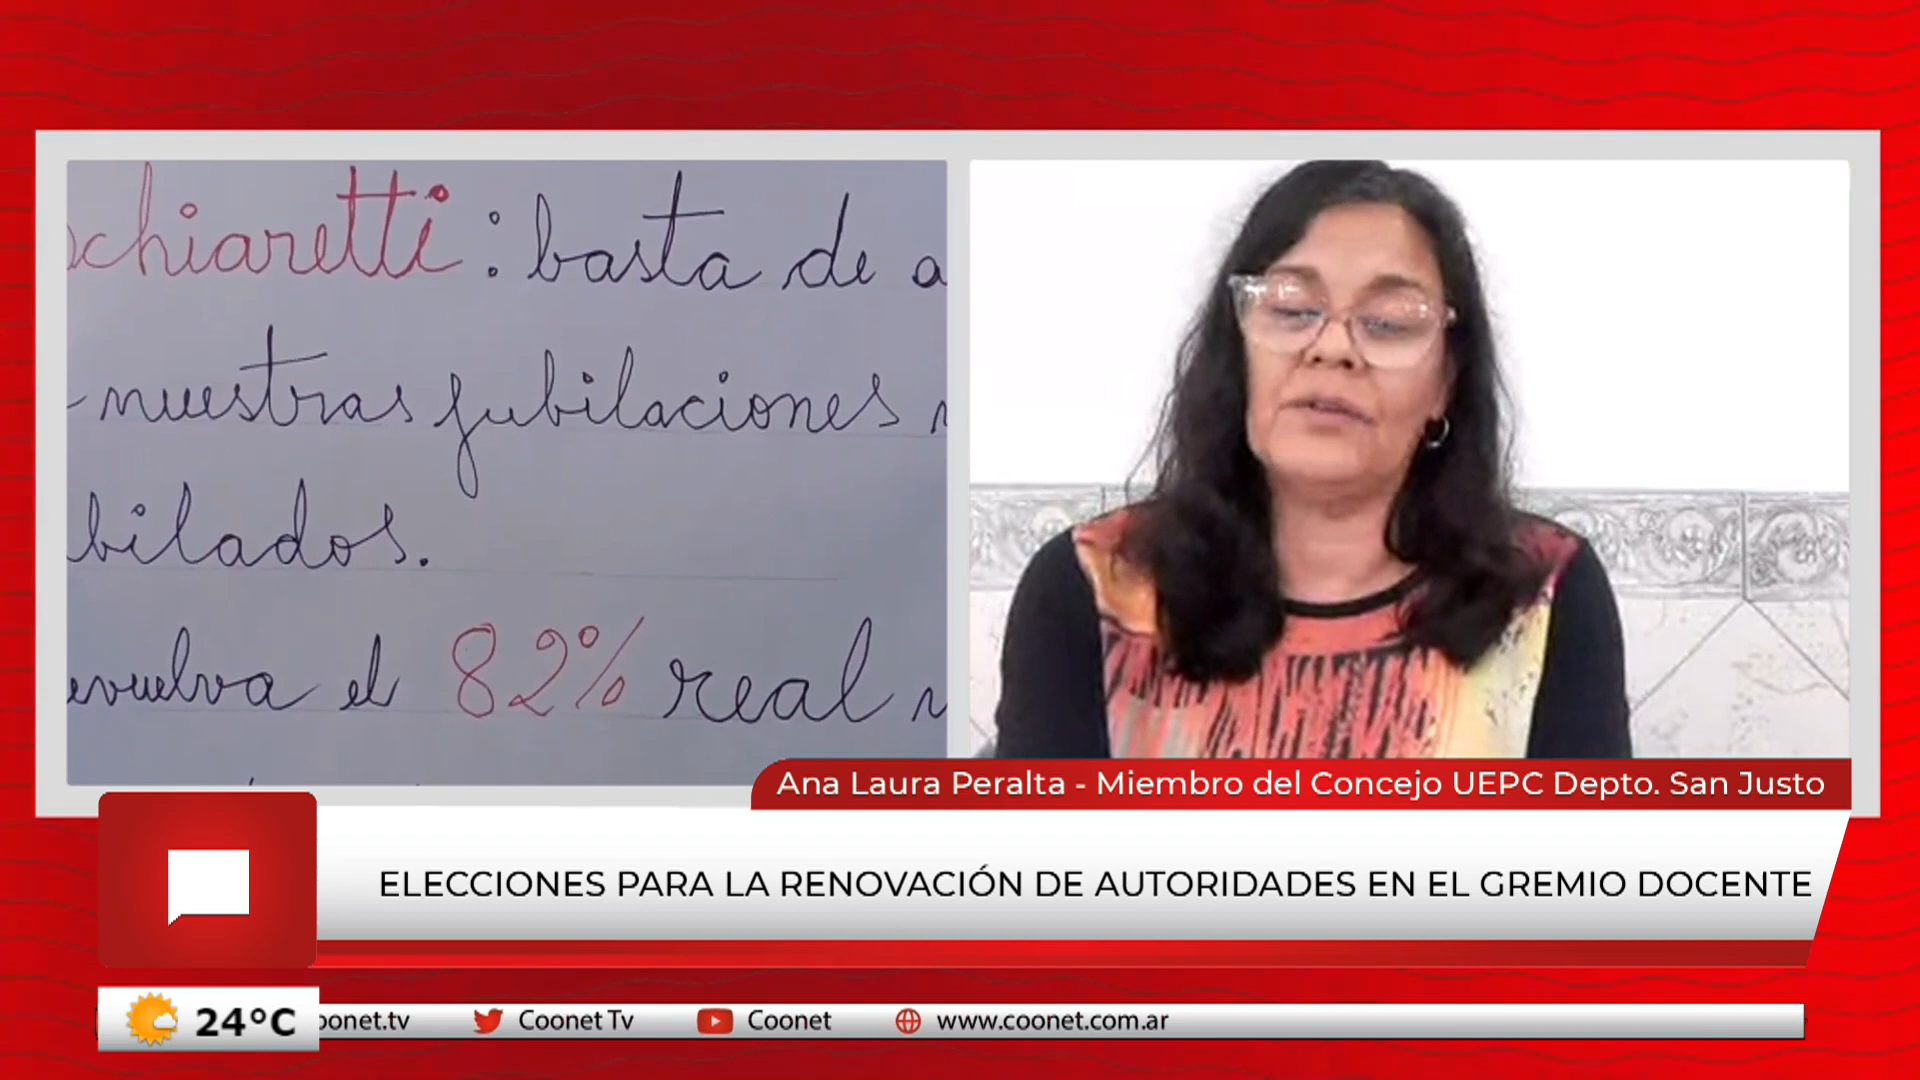 schiaretti : basta de a
nuestras jubilaciones
bilados.
evuelva el 82% real
Ana Laura Peralta - Miembro del Concejo UEPC Depto. San Justo
ELECCIONES PARA LA RENOVACIÓN DE AUTORIDADES EN EL GREMIO DOCENTE
24°C oonet.tv Coonet Tv Coonet www.coonet.com.ar